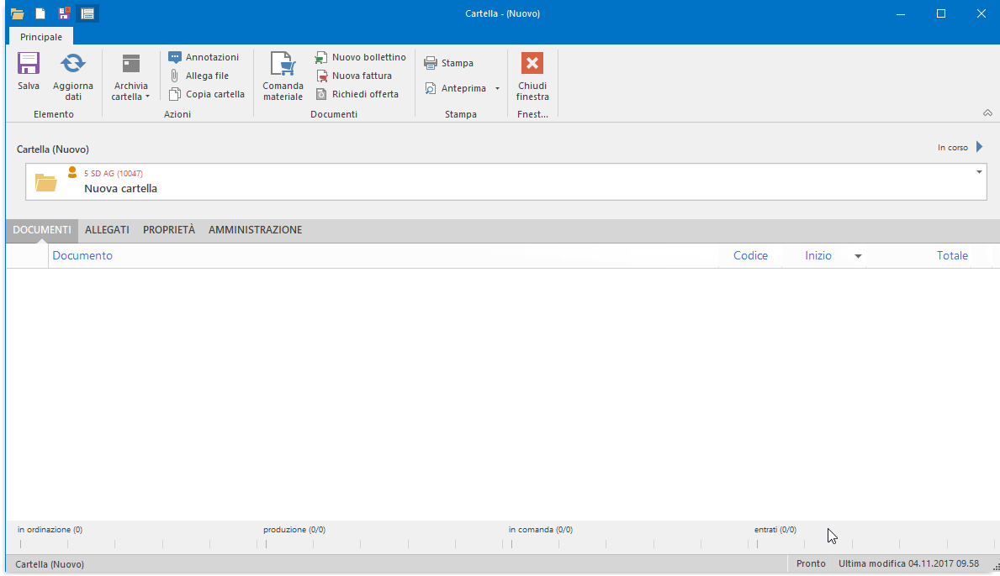 Cartella - (Nuovo)
Principale
Salva
Aggiorna
dati
Archivia
cartella
Annotazioni
Allega file
Copia cartella
Comanda
materiale
Nuovo bollettino
Nuova fattura
Richiedi offerta
Stampa
Anteprima
Chiudi
finestra
Elemento
Azioni
Documenti
Stampa
Fnest...
Cartella (Nuovo)
In corso
5 SD AG (10047)
Nuova cartella
DOCUMENTI ALLEGATI PROPRIETÀ AMMINISTRAZIONE
Documento Codice Inizio Totale
in ordinazione (0) produzione (0/0) in comanda (0/0) entrati (0/0)
Cartella (Nuovo) Pronto Ultima modifica 04.11.2017 09.58